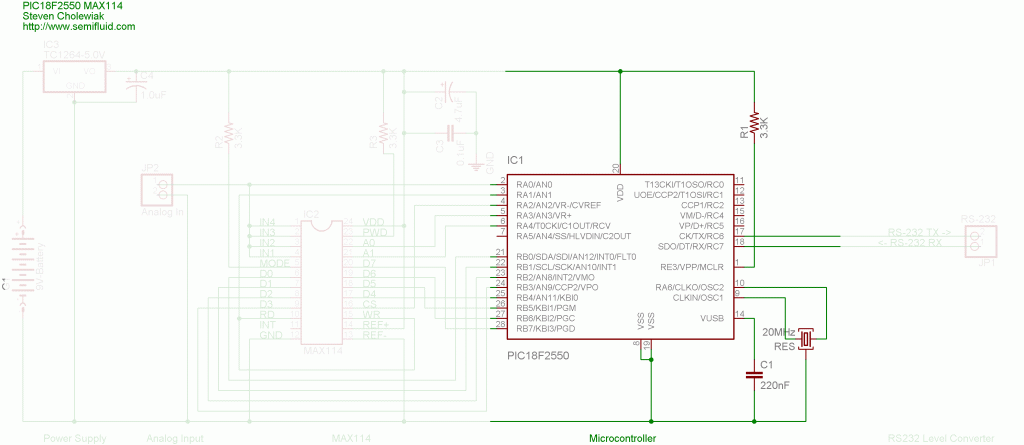 PIC18F2550 MAX114
Steven Cholewiak
http://www.semifluid.com
IC3
TC1264-5.0V
VI
VO
GND
C4
1.0uF
R2
3.3K
R3
3.3K
C2
4.7uF
C3
0.1uF
GND
R1
3.3K
JP2
Analog In
IC1
20
VDD
2 RA0/AN0
3 RA1/AN1
4 RA2/AN2/VR-/CVREF
5 RA3/AN3/VR+
6 RA4/T0CK/C1OUT/RCV
7 RA5/AN4/SS/HLVDIN/C2OUT
21 RB0/SDA/SDI/AN12/INT0/FLT0
22 RB1/SCL/SCK/AN10/INT1
23 RB2/AN8/INT2/VMO
24 RB3/AN9/CCP2/VPO
25 RB4/AN11/KBI0
26 RB5/KBI1/PGM
27 RB6/KBI2/PGC
28 RB7/KBI3/PGD
T13CKI/T1OSO/RC0 11
UOE/CCP2/T1OSI/RC1 12
CCP1/RC2 13
VM/D-/RC4 15
VP/D+/RC5 16
CK/TX/RC6 17
SDO/DT/RX/RC7 18
RE3/VPP/MCLR 1
RA6/CLKO/OSC2 10
CLKIN/OSC1 9
VUSB 14
VSS
VSS
8
19
PIC18F2550
IC2
IN4
IN3
IN2
IN1
MODE
D0
D1
D2
D3
RD
INT
GND
VDD
PWD
A0
A1
D7
D6
D5
D4
CS
WR
REF+
REF-
MAX114
9V Battery
RS-232
RS-232 TX ->
<- RS-232 RX
JP1
20MHz
RES
C1
220nF
Power Supply
Analog Input
MAX114
Microcontroller
RS232 Level Converter